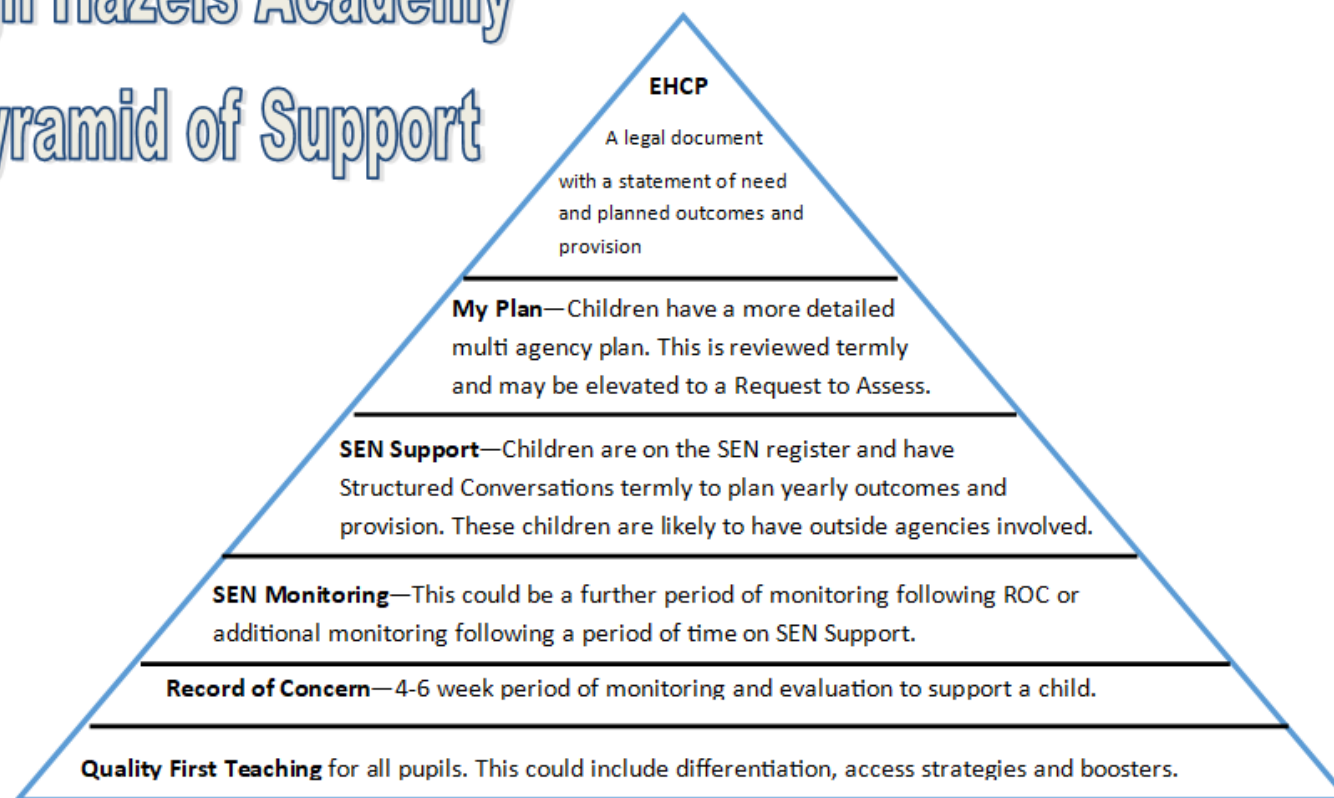 Hazels Academy
of Support
EHCP
A legal document
with a statement of need
and planned outcomes and
provision
My Plan—Children have a more detailed
multi agency plan. This is reviewed termly
and may be elevated to a Request to Assess.
SEN Support—Children are on the SEN register and have
Structured Conversations termly to plan yearly outcomes and
provision. These children are likely to have outside agencies involved.
SEN Monitoring—This could be a further period of monitoring following ROC or
additional monitoring following a period of time on SEN Support.
Record of Concern—4-6 week period of monitoring and evaluation to support a child.
Quality First Teaching for all pupils. This could include differentiation, access strategies and boosters.